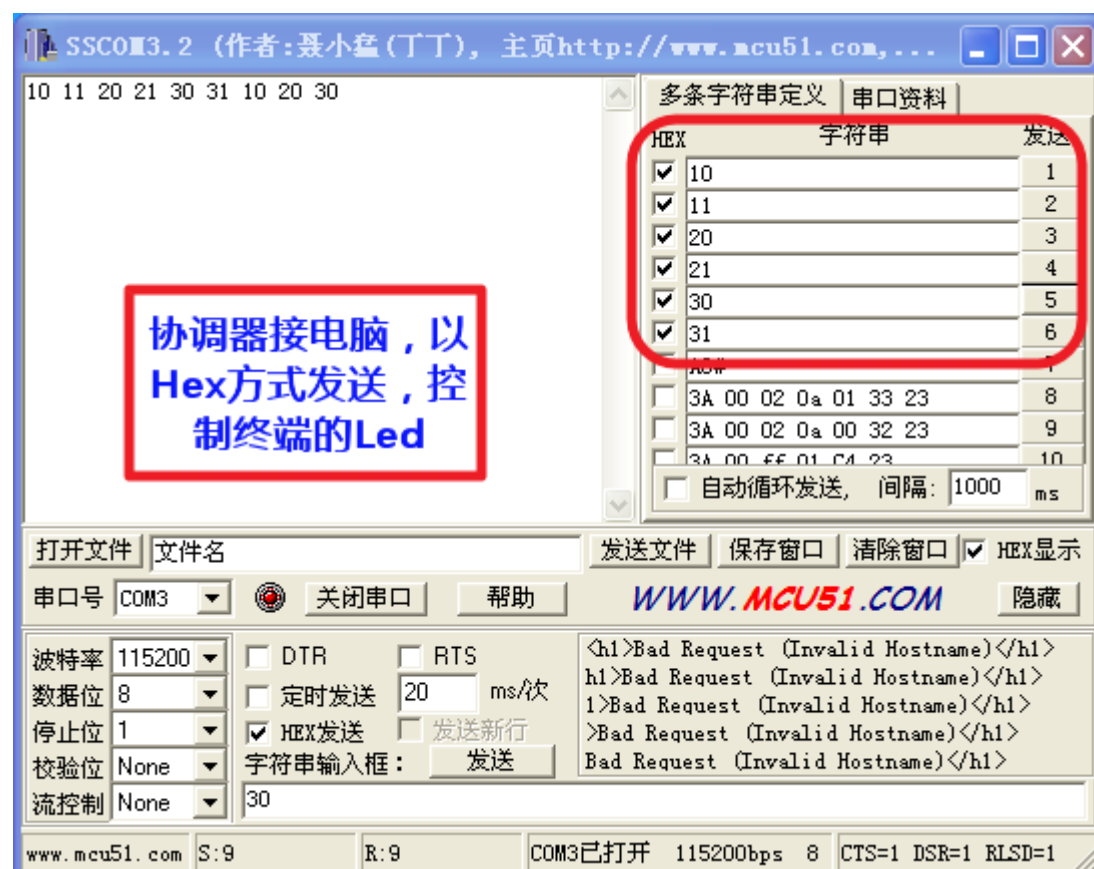 SSCOM3.2 (作者:聂小猛(丁丁), 主页http://www.mcu51.com,...
10 11 20 21 30 31 10 20 30
多条字符串定义 串口资料
HEX 字符串 发送
10 1
11 2
20 3
21 4
30 5
31 6
3A 00 02 0a 01 33 23 8
3A 00 02 0a 00 32 23 9
3A 00 ff 01 C4 23 10
自动循环发送, 间隔: 1000 ms
协调器接电脑，以
Hex方式发送，控
制终端的Led
打开文件 文件名 发送文件 保存窗口 清除窗口 HEX显示
串口号 COM3 关闭串口 帮助 WWW.MCU51.COM 隐藏
波特率 115200 DTR RTS
数据位 8 定时发送 20 ms/次
停止位 1 HEX发送 发送新行
校验位 None 字符串输入框： 发送
流控制 None 30
<h1>Bad Request (Invalid Hostname)</h1>
h1>Bad Request (Invalid Hostname)</h1>
1>Bad Request (Invalid Hostname)</h1>
>Bad Request (Invalid Hostname)</h1>
Bad Request (Invalid Hostname)</h1>
www.mcu51.com S:9 R:9 COM3已打开 115200bps 8 CTS=1 DSR=1 RLSD=1